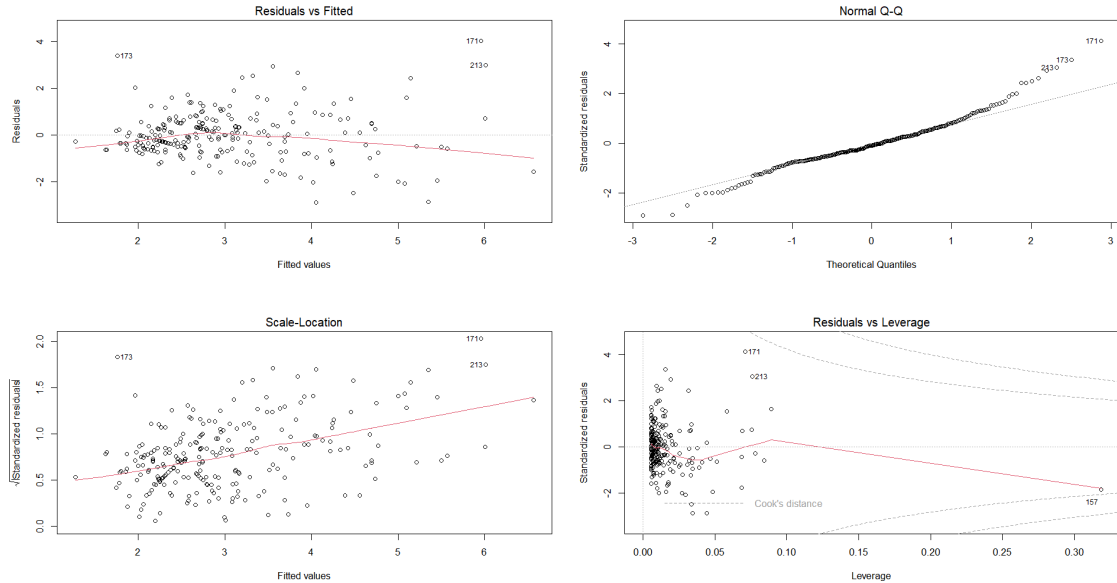 Residuals vs Fitted
Residuals
4
2
0
-2
171
173
213
2 3 4 5 6
Fitted values
Normal Q-Q
Standardized residuals
4
2
0
-2
171
173
213
-3 -2 -1 0 1 2 3
Theoretical Quantiles
Scale-Location
√|Standardized residuals|
2.0
1.5
1.0
0.5
0.0
171
173
213
2 3 4 5 6
Fitted values
Residuals vs Leverage
Standardized residuals
4
2
0
-2
171
213
157
Cook's distance
0.00 0.05 0.10 0.15 0.20 0.25 0.30
Leverage